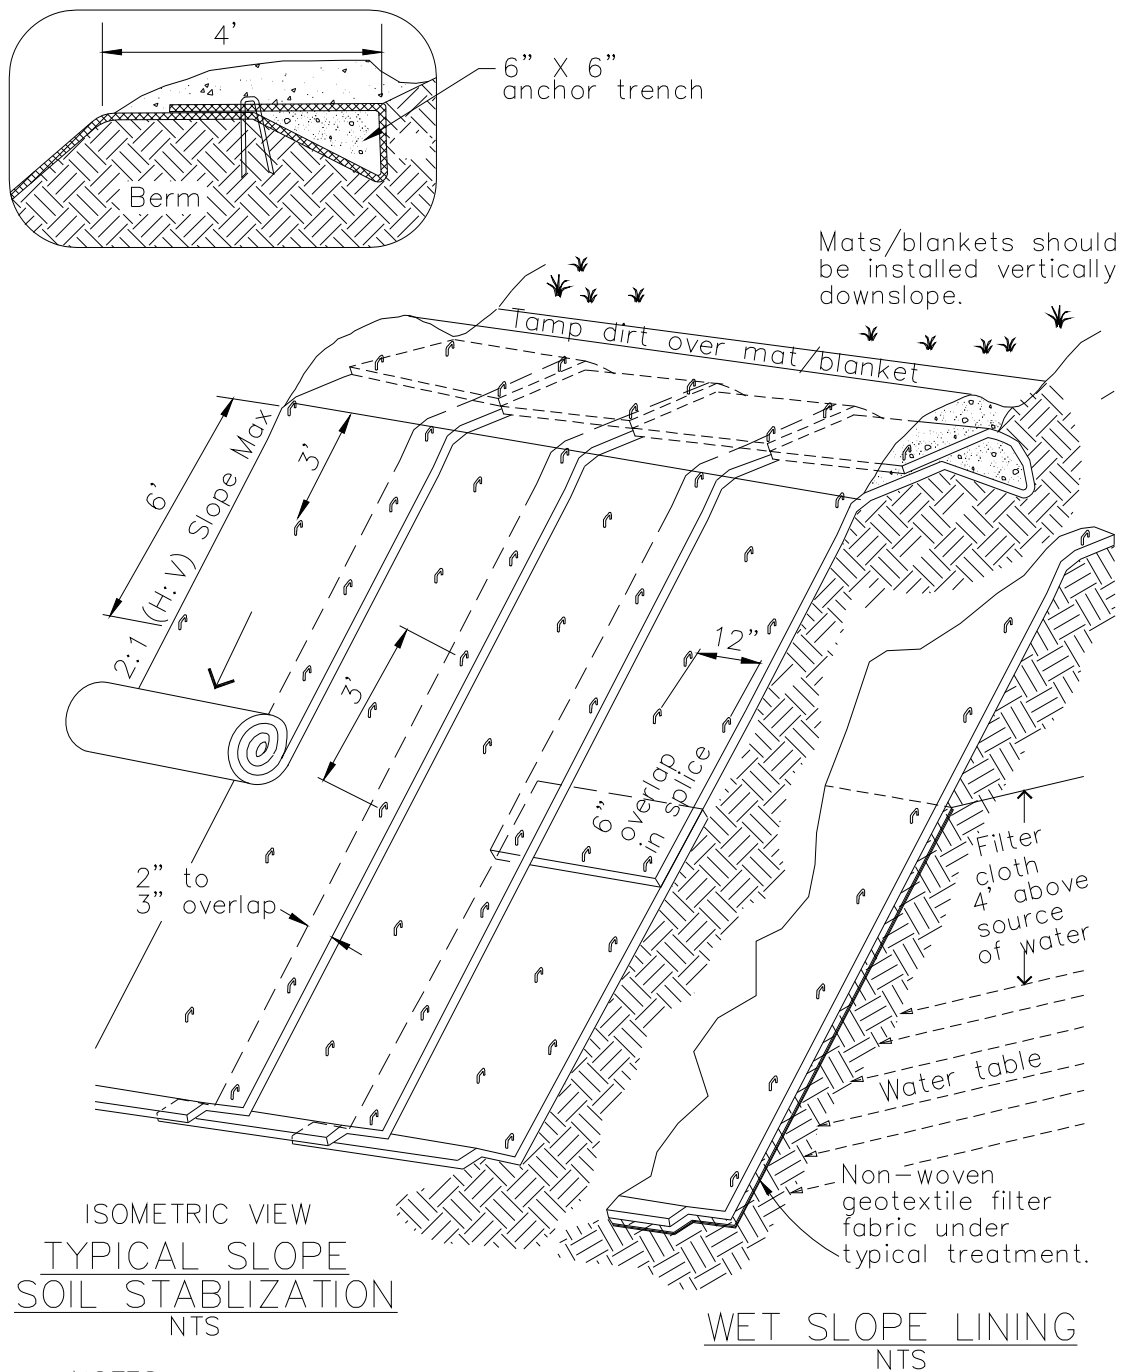 4'
6" X 6"
anchor trench
Berm
Mats/blankets should
be installed vertically
downslope.
Tamp dirt over mat/blanket
6'
3'
2:1 (H:V) Slope Max
12"
3'
6"
overlap
in splice
2" to
3" overlap
Filter
cloth
4' above
source
of water
Water table
Non-woven
geotextile filter
fabric under
typical treatment.
ISOMETRIC VIEW
TYPICAL SLOPE
SOIL STABLIZATION
NTS
WET SLOPE LINING
NTS